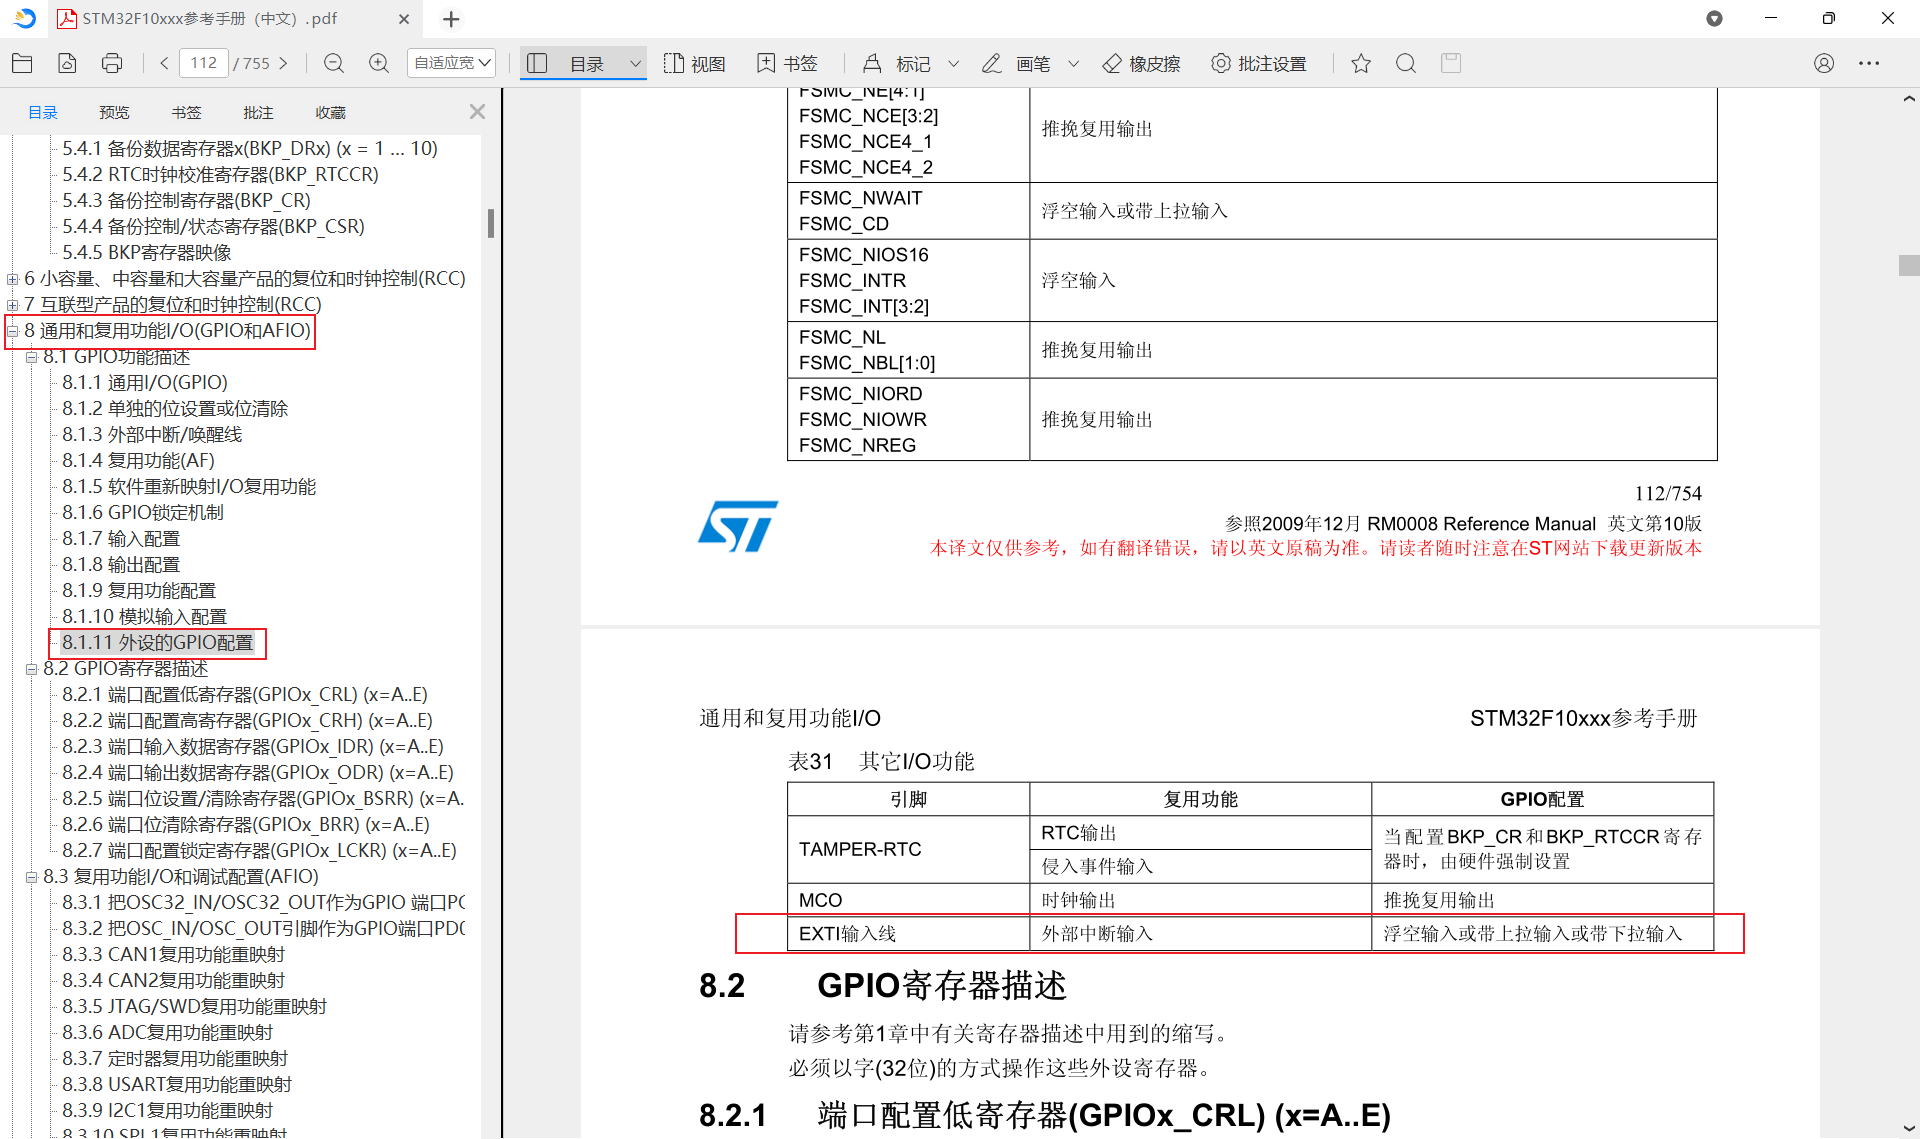 STM32F10xxx参考手册（中文）.pdf
112 / 755
自适应宽
目录
视图
书签
标记
画笔
橡皮擦
批注设置
目录 预览 书签 批注 收藏
5.4.1 备份数据寄存器x(BKP_DRx) (x = 1 ... 10)
5.4.2 RTC时钟校准寄存器(BKP_RTCCR)
5.4.3 备份控制寄存器(BKP_CR)
5.4.4 备份控制/状态寄存器(BKP_CSR)
5.4.5 BKP寄存器映像
6 小容量、中容量和大容量产品的复位和时钟控制(RCC)
7 互联型产品的复位和时钟控制(RCC)
8 通用和复用功能I/O(GPIO和AFIO)
8.1 GPIO功能描述
8.1.1 通用I/O(GPIO)
8.1.2 单独的位设置或位清除
8.1.3 外部中断/唤醒线
8.1.4 复用功能(AF)
8.1.5 软件重新映射I/O复用功能
8.1.6 GPIO锁定机制
8.1.7 输入配置
8.1.8 输出配置
8.1.9 复用功能配置
8.1.10 模拟输入配置
8.1.11 外设的GPIO配置
8.2 GPIO寄存器描述
8.2.1 端口配置低寄存器(GPIOx_CRL) (x=A..E)
8.2.2 端口配置高寄存器(GPIOx_CRH) (x=A..E)
8.2.3 端口输入数据寄存器(GPIOx_IDR) (x=A..E)
8.2.4 端口输出数据寄存器(GPIOx_ODR) (x=A..E)
8.2.5 端口位设置/清除寄存器(GPIOx_BSRR) (x=A.
8.2.6 端口位清除寄存器(GPIOx_BRR) (x=A..E)
8.2.7 端口配置锁定寄存器(GPIOx_LCKR) (x=A..E)
8.3 复用功能I/O和调试配置(AFIO)
8.3.1 把OSC32_IN/OSC32_OUT作为GPIO 端口PC
8.3.2 把OSC_IN/OSC_OUT引脚作为GPIO端口PD0
8.3.3 CAN1复用功能重映射
8.3.4 CAN2复用功能重映射
8.3.5 JTAG/SWD复用功能重映射
8.3.6 ADC复用功能重映射
8.3.7 定时器复用功能重映射
8.3.8 USART复用功能重映射
8.3.9 I2C1复用功能重映射
8.3.10 SPI 1复用功能重映射
FSMC_NE[4:1]
FSMC_NCE[3:2]
FSMC_NCE4_1
FSMC_NCE4_2
推挽复用输出
FSMC_NWAIT
FSMC_CD
浮空输入或带上拉输入
FSMC_NIOS16
FSMC_INTR
FSMC_INT[3:2]
浮空输入
FSMC_NL
FSMC_NBL[1:0]
推挽复用输出
FSMC_NIORD
FSMC_NIOWR
FSMC_NREG
推挽复用输出
ST
112/754
参照2009年12月 RM0008 Reference Manual 英文第10版
本译文仅供参考，如有翻译错误，请以英文原稿为准。请读者随时注意在ST网站下载更新版本
通用和复用功能I/O STM32F10xxx参考手册
表31 其它I/O功能
引脚 复用功能 GPIO配置
TAMPER-RTC
RTC输出
侵入事件输入
当配置BKP_CR和BKP_RTCCR寄存
器时，由硬件强制设置
MCO 时钟输出 推挽复用输出
EXTI输入线 外部中断输入 浮空输入或带上拉输入或带下拉输入
8.2 GPIO寄存器描述
请参考第1章中有关寄存器描述中用到的缩写。
必须以字(32位)的方式操作这些外设寄存器。
8.2.1 端口配置低寄存器(GPIOx_CRL) (x=A..E)